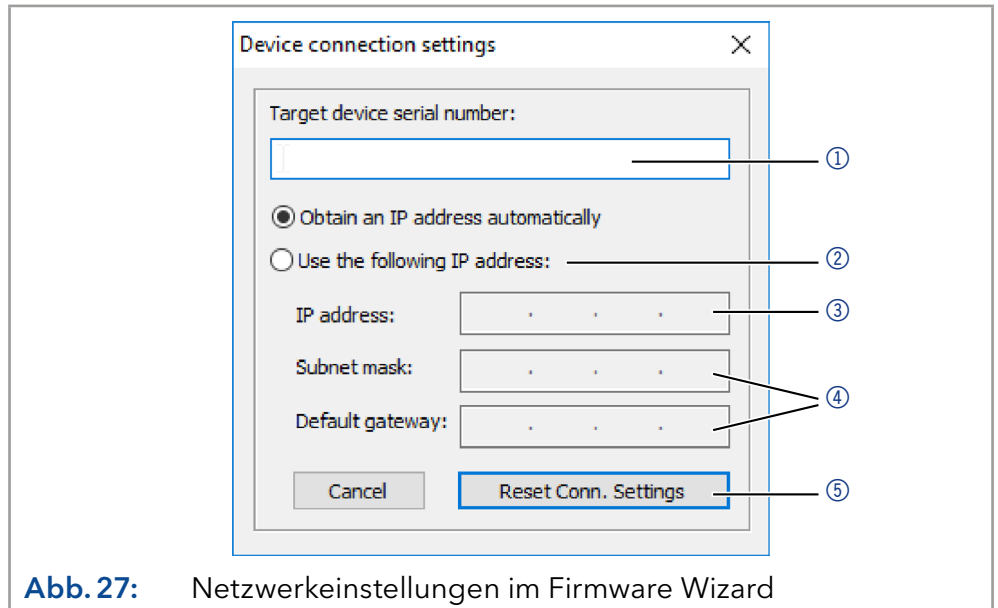 Device connection settings
Target device serial number:
①
Obtain an IP address automatically
Use the following IP address: ②
IP address: . . . ③
Subnet mask: . . .
④
Default gateway: . . .
Cancel Reset Conn. Settings ⑤
Abb. 27: Netzwerkeinstellungen im Firmware Wizard